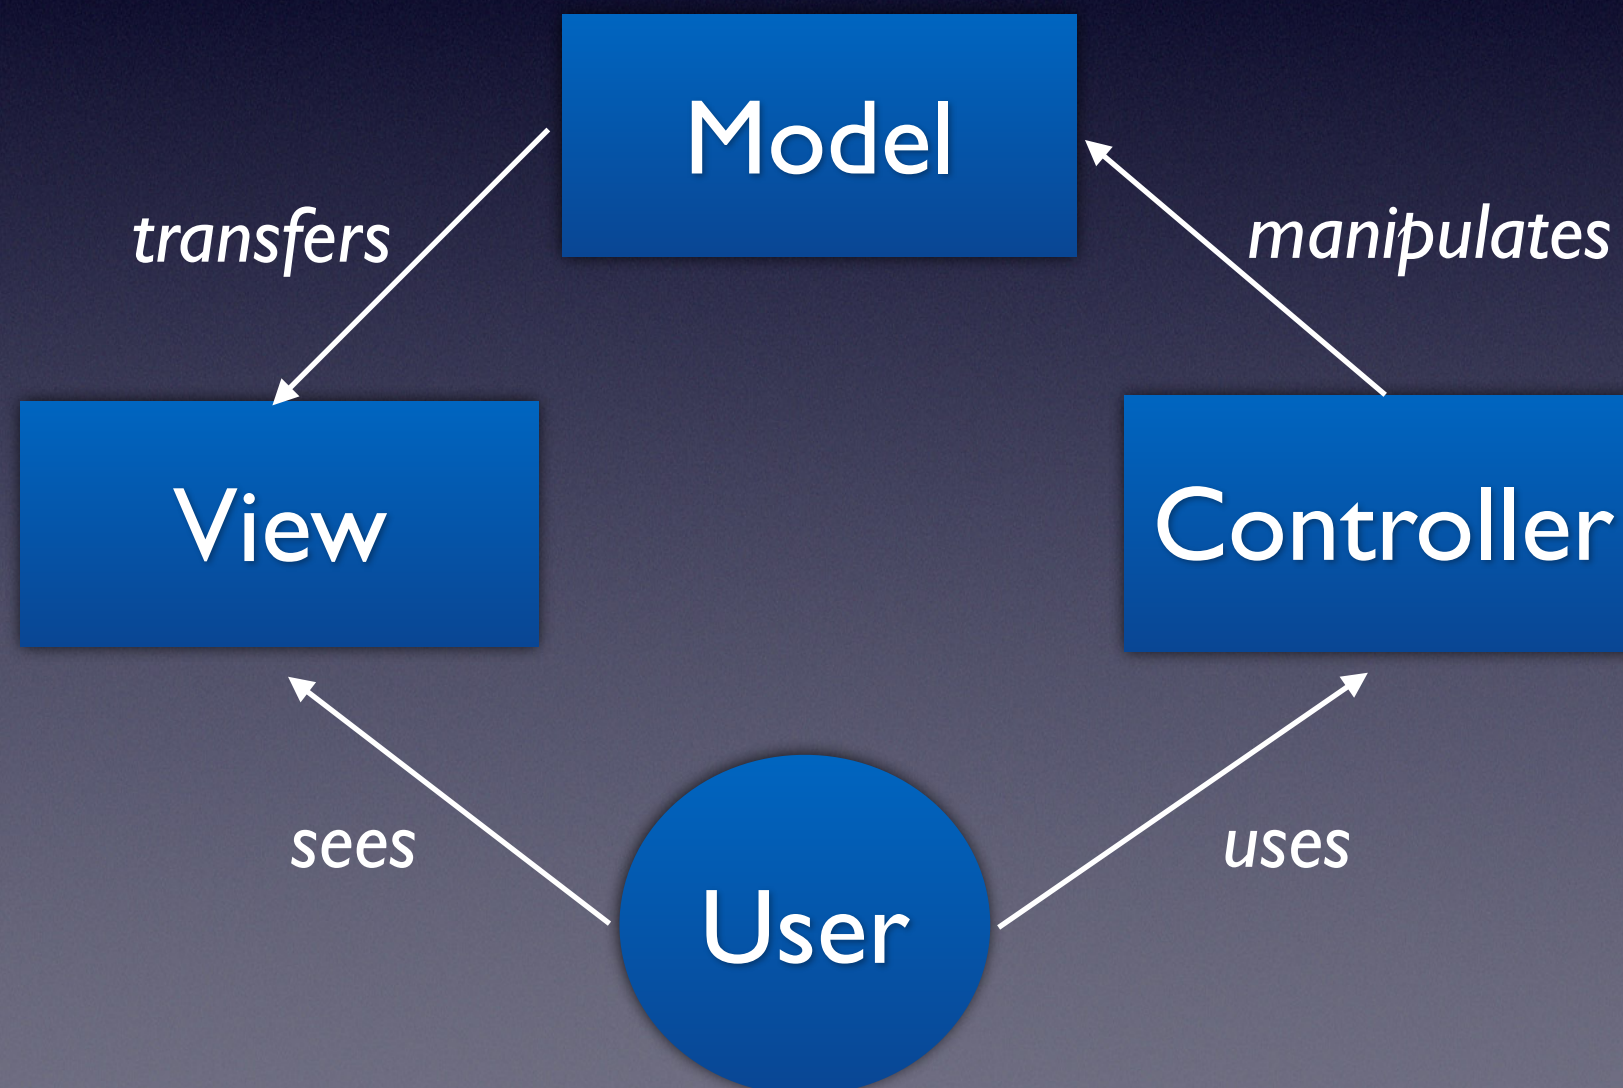 Model
transfers
manipulates
View
Controller
sees
uses
User